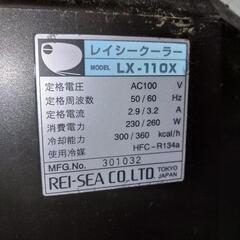 レイシークーラー
MODEL LX-110X
定格電圧 AC100 V
定格周波数 50/60 Hz
定格電流 2.9/3.2 A
消費電力 230/260 W
冷却能力 300/360 kcal/h
使用冷媒 HFC-R134a
MFG.No. 301032
REI-SEA CO.LTD. TOKYO JAPAN